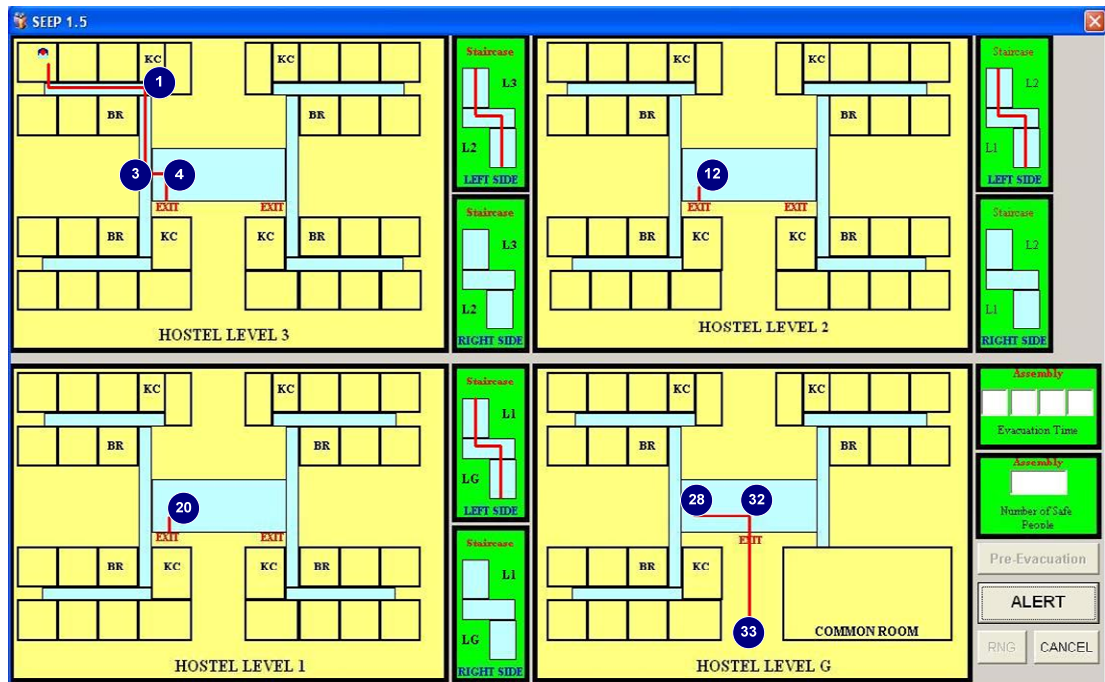 SEEP 1.5
KC KC
1
BR BR
3 4
EXIT EXIT
BR KC KC BR
HOSTEL LEVEL 3
Staircase
L3
L2
LEFT SIDE
Staircase
L3
L2
RIGHT SIDE
KC KC
BR BR
12
EXIT EXIT
BR KC KC BR
HOSTEL LEVEL 2
Staircase
L2
L1
LEFT SIDE
Staircase
L2
L1
RIGHT SIDE
KC KC
BR BR
20
EXIT EXIT
BR KC KC BR
HOSTEL LEVEL 1
Staircase
L1
LG
LEFT SIDE
Staircase
L1
LG
RIGHT SIDE
KC KC
BR BR
28 32
EXIT
BR KC
33
COMMON ROOM
HOSTEL LEVEL G
Assembly
Evacuation Time
Assembly
Number of Safe
People
Pre-Evacuation
ALERT
RNG CANCEL